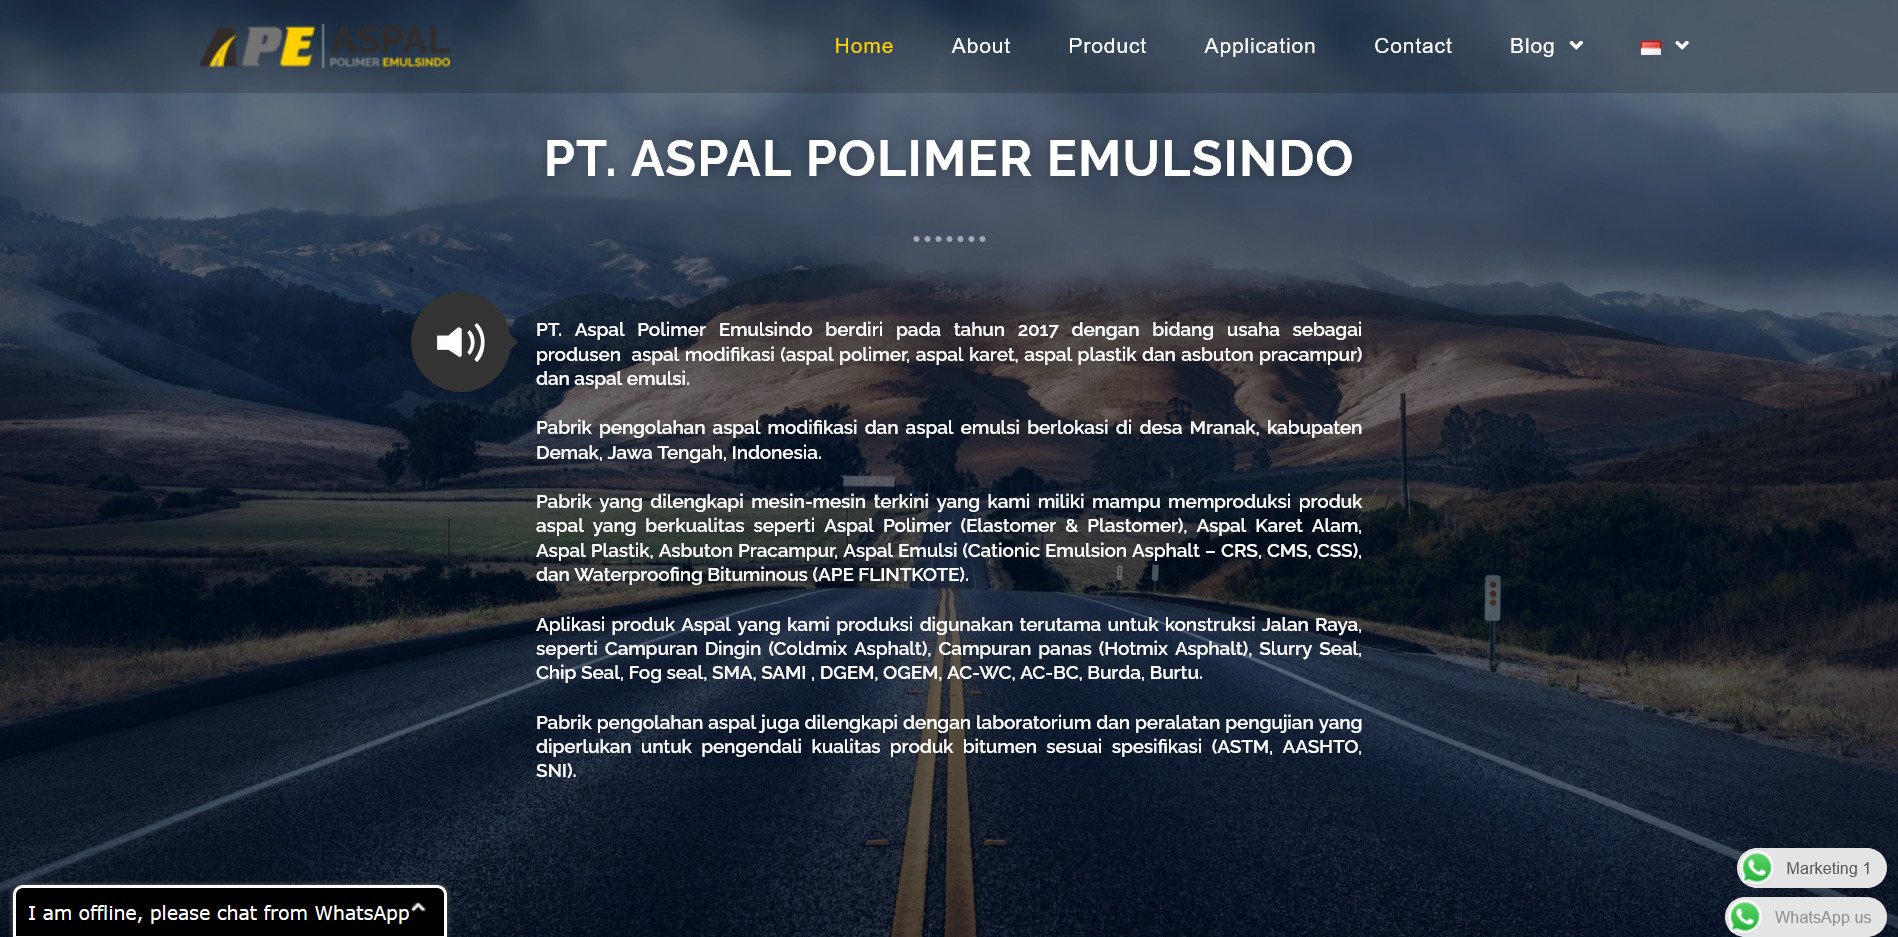 APE ASPAL
POLIMER EMULSINDO
Home About Product Application Contact Blog
PT. ASPAL POLIMER EMULSINDO
PT. Aspal Polimer Emulsindo berdiri pada tahun 2017 dengan bidang usaha sebagai
produsen aspal modifikasi (aspal polimer, aspal karet, aspal plastik dan asbuton pracampur)
dan aspal emulsi.
Pabrik pengolahan aspal modifikasi dan aspal emulsi berlokasi di desa Mranak, kabupaten
Demak, Jawa Tengah, Indonesia.
Pabrik yang dilengkapi mesin-mesin terkini yang kami miliki mampu memproduksi produk
aspal yang berkualitas seperti Aspal Polimer (Elastomer & Plastomer), Aspal Karet Alam,
Aspal Plastik, Asbuton Pracampur, Aspal Emulsi (Cationic Emulsion Asphalt – CRS, CMS, CSS),
dan Waterproofing Bituminous (APE FLINTKOTE).
Aplikasi produk Aspal yang kami produksi digunakan terutama untuk konstruksi Jalan Raya,
seperti Campuran Dingin (Coldmix Asphalt), Campuran panas (Hotmix Asphalt), Slurry Seal,
Chip Seal, Fog seal, SMA, SAMI , DGEM, OGEM, AC-WC, AC-BC, Burda, Burtu.
Pabrik pengolahan aspal juga dilengkapi dengan laboratorium dan peralatan pengujian yang
diperlukan untuk pengendali kualitas produk bitumen sesuai spesifikasi (ASTM, AASHTO,
SNI).
Marketing 1
I am offline, please chat from WhatsApp
WhatsApp us